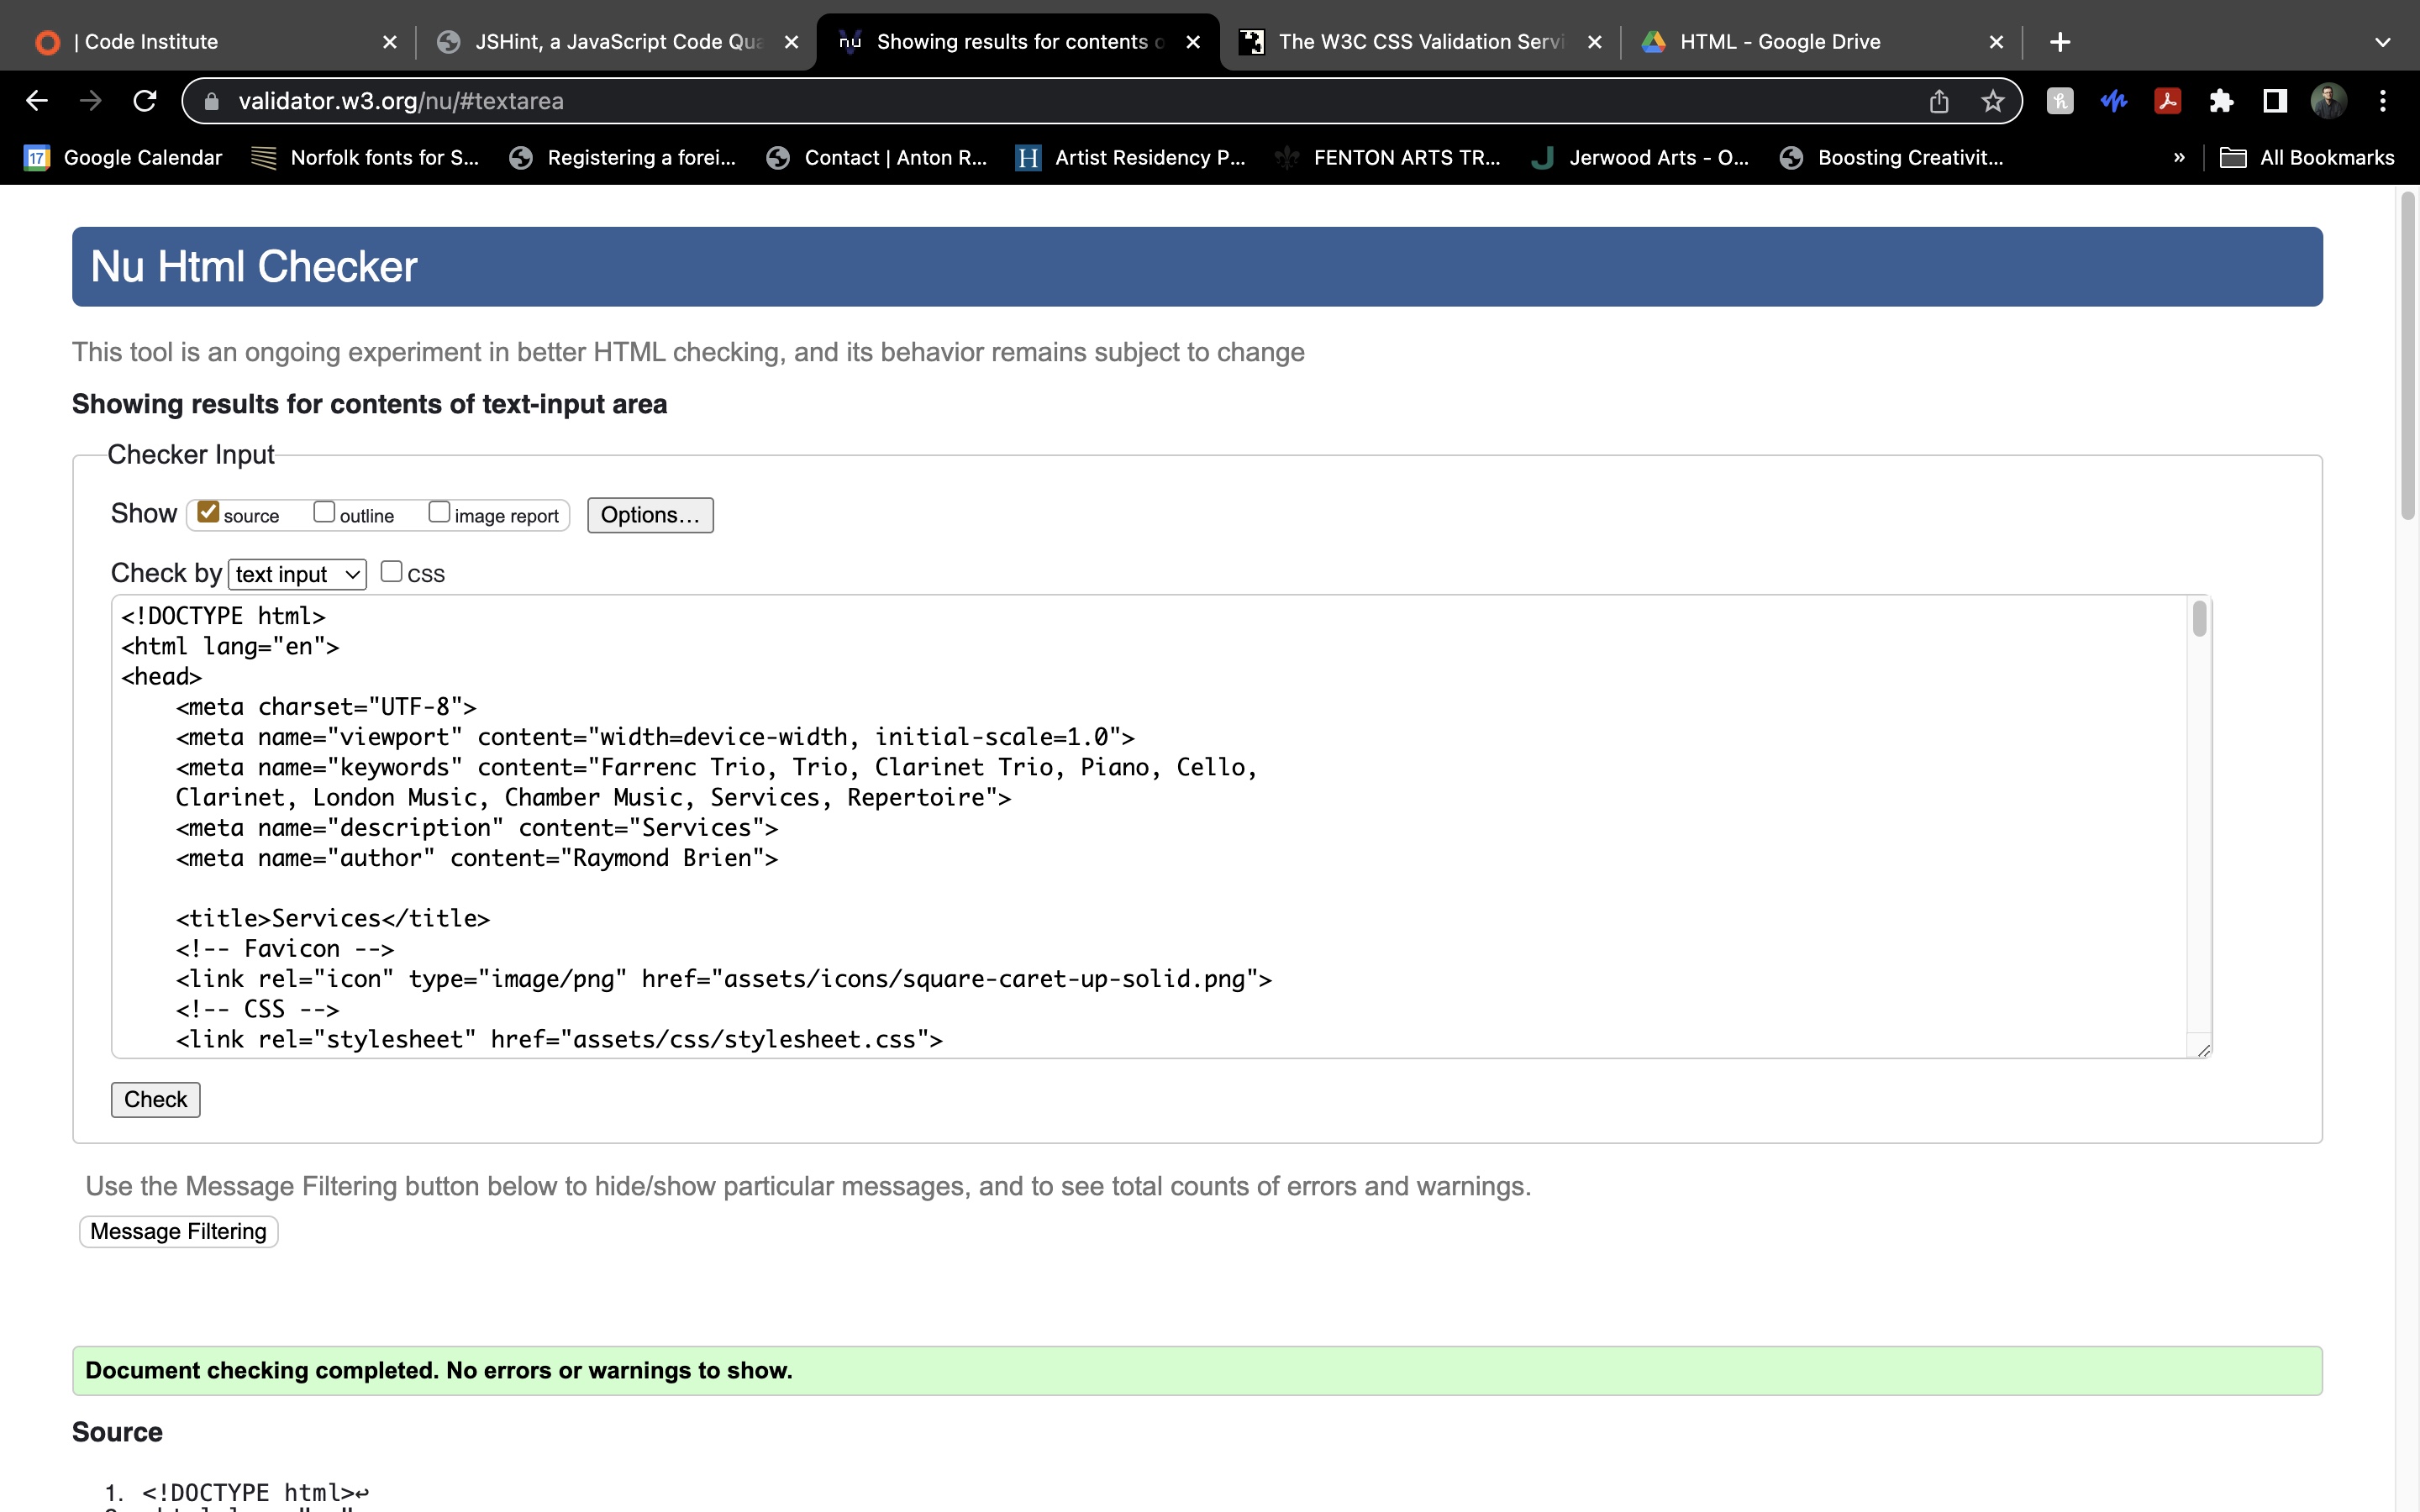 | Code Institute
JSHint, a JavaScript Code Qua
Showing results for contents o
The W3C CSS Validation Servi
HTML - Google Drive
validator.w3.org/nu/#textarea
17 Google Calendar
Norfolk fonts for S...
Registering a forei...
Contact | Anton R...
H Artist Residency P...
FENTON ARTS TR...
Jerwood Arts - O...
Boosting Creativit...
»
All Bookmarks
Nu Html Checker
This tool is an ongoing experiment in better HTML checking, and its behavior remains subject to change
Showing results for contents of text-input area
Checker Input
Show source outline image report Options...
Check by text input CSS
<!DOCTYPE html>
<html lang="en">
<head>
<meta charset="UTF-8">
<meta name="viewport" content="width=device-width, initial-scale=1.0">
<meta name="keywords" content="Farrenc Trio, Trio, Clarinet Trio, Piano, Cello,
Clarinet, London Music, Chamber Music, Services, Repertoire">
<meta name="description" content="Services">
<meta name="author" content="Raymond Brien">
<title>Services</title>
<!-- Favicon -->
<link rel="icon" type="image/png" href="assets/icons/square-caret-up-solid.png">
<!-- CSS -->
<link rel="stylesheet" href="assets/css/stylesheet.css">
Check
Use the Message Filtering button below to hide/show particular messages, and to see total counts of errors and warnings.
Message Filtering
Document checking completed. No errors or warnings to show.
Source
1. <!DOCTYPE html>↩